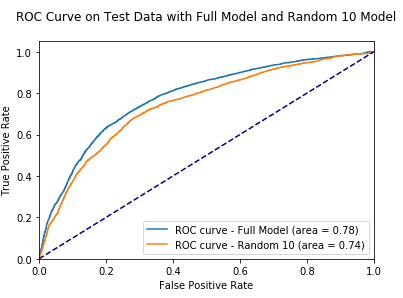 ROC Curve on Test Data with Full Model and Random 10 Model
True Positive Rate
1.0
0.8
0.6
0.4
0.2
0.0
ROC curve - Full Model (area = 0.78)
ROC curve - Random 10 (area = 0.74)
0.0 0.2 0.4 0.6 0.8 1.0
False Positive Rate